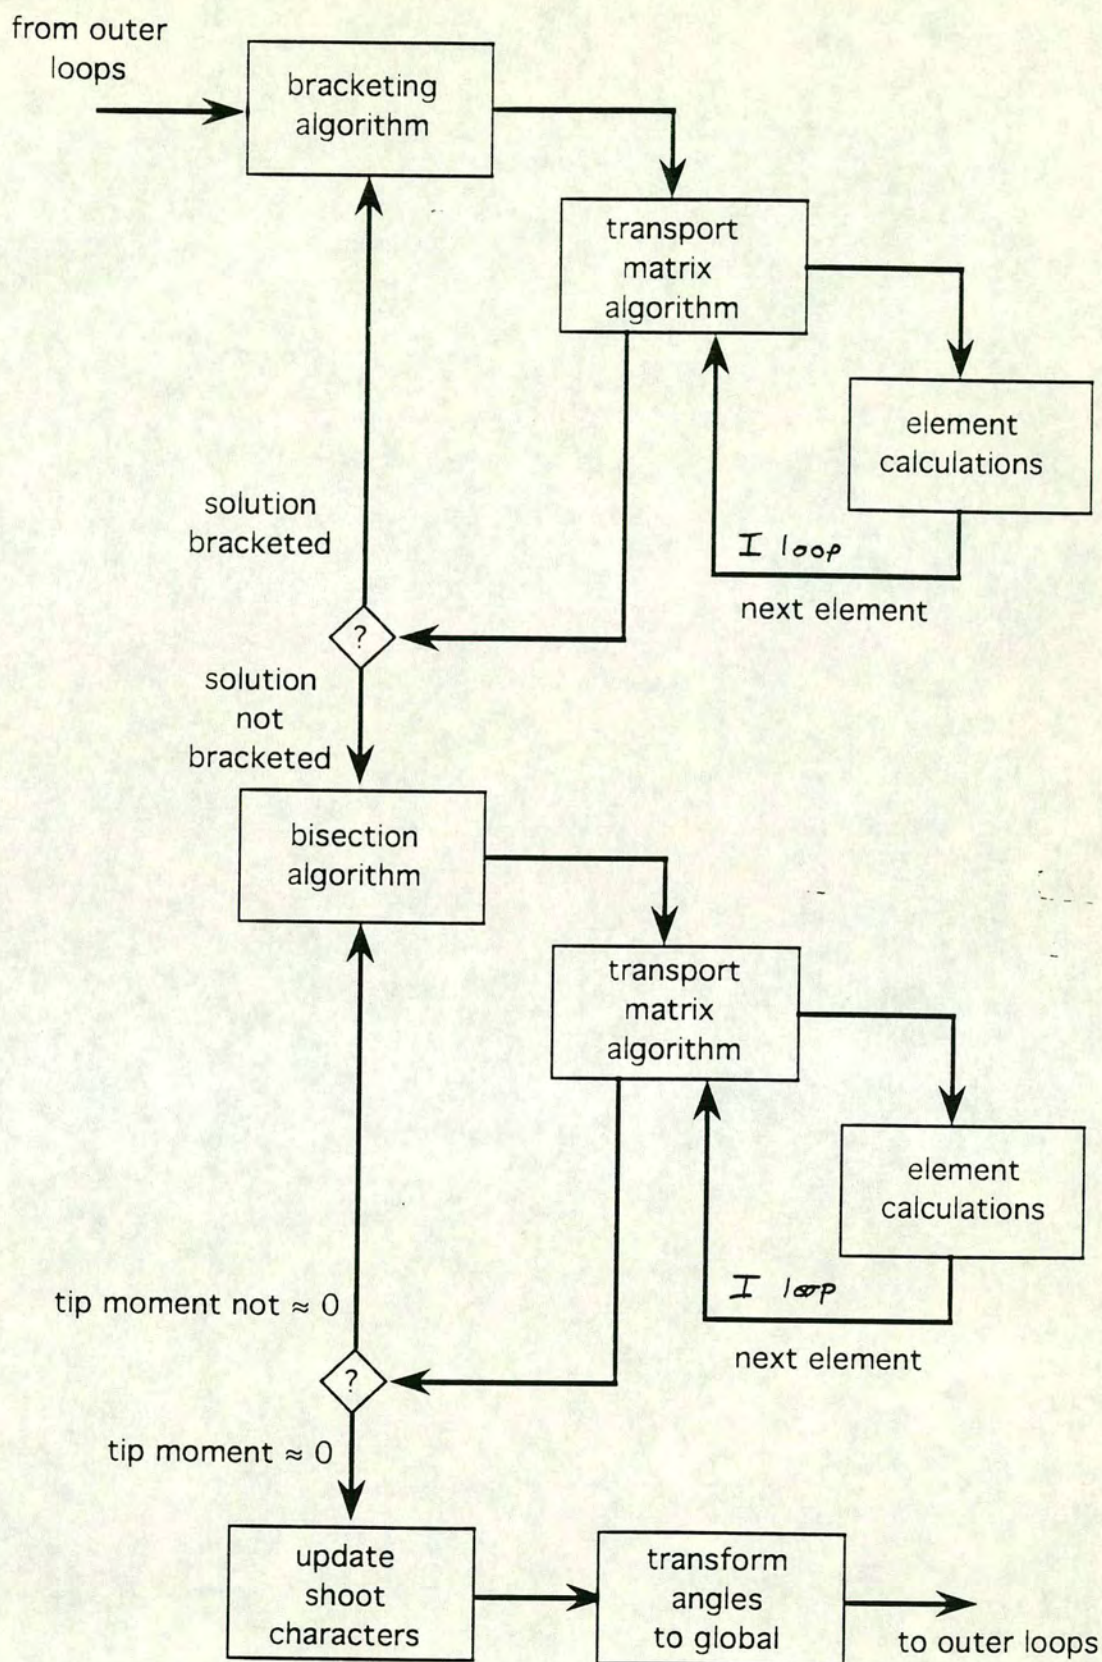 from outer
loops
bracketing
algorithm
transport
matrix
algorithm
element
calculations
solution
bracketed
I loop
next element
?
solution
not
bracketed
bisection
algorithm
transport
matrix
algorithm
element
calculations
tip moment not ≈ 0
I loop
next element
?
tip moment ≈ 0
update
shoot
characters
transform
angles
to global
to outer loops